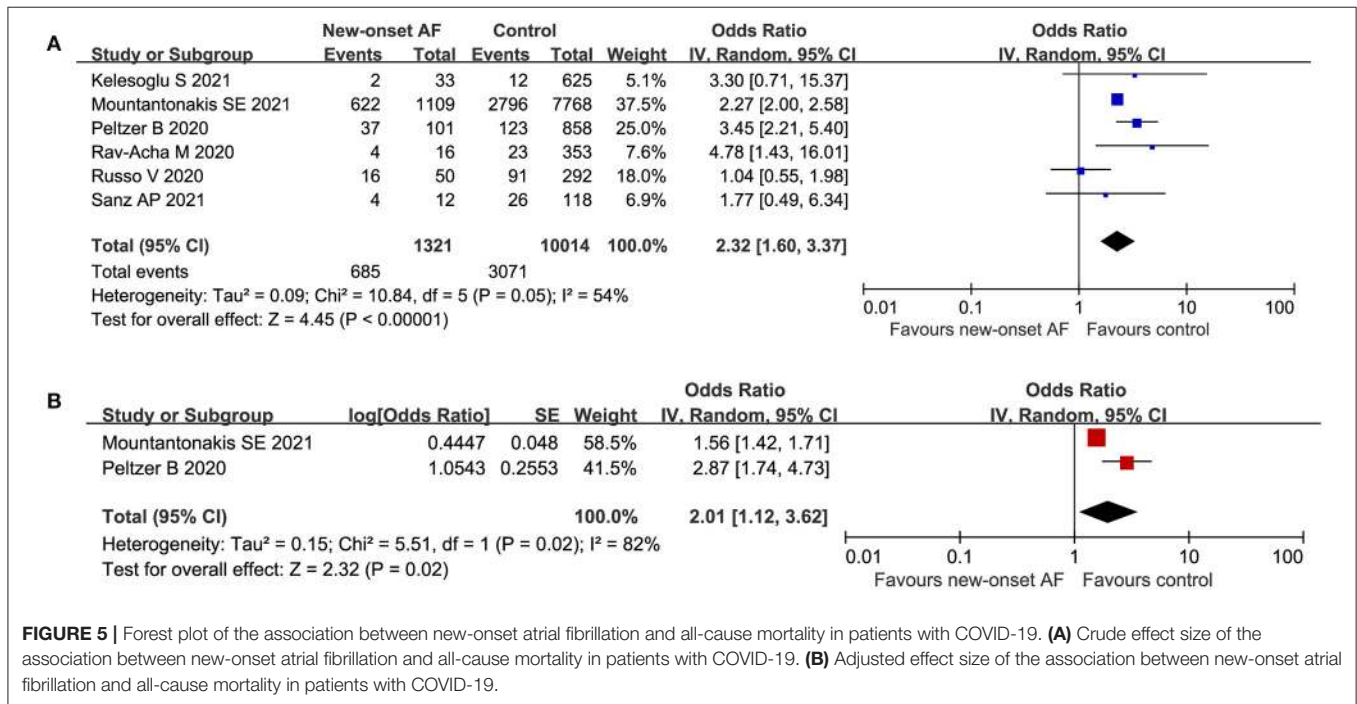 A
New-onset AF Control Odds Ratio Odds Ratio
Study or Subgroup Events Total Events Total Weight IV, Random, 95% CI IV, Random, 95% CI
Kelesoglu S 2021 2 33 12 625 5.1% 3.30 [0.71, 15.37]
Mountantonakis SE 2021 622 1109 2796 7768 37.5% 2.27 [2.00, 2.58]
Peltzer B 2020 37 101 123 858 25.0% 3.45 [2.21, 5.40]
Rav-Acha M 2020 4 16 23 353 7.6% 4.78 [1.43, 16.01]
Russo V 2020 16 50 91 292 18.0% 1.04 [0.55, 1.98]
Sanz AP 2021 4 12 26 118 6.9% 1.77 [0.49, 6.34]
Total (95% CI) 1321 10014 100.0% 2.32 [1.60, 3.37]
Total events 685 3071
Heterogeneity: Tau² = 0.09; Chi² = 10.84, df = 5 (P = 0.05); I² = 54%
Test for overall effect: Z = 4.45 (P < 0.00001)
0.01 0.1 1 10 100
Favours new-onset AF Favours control
B
Odds Ratio Odds Ratio
Study or Subgroup log[Odds Ratio] SE Weight IV, Random, 95% CI IV, Random, 95% CI
Mountantonakis SE 2021 0.4447 0.048 58.5% 1.56 [1.42, 1.71]
Peltzer B 2020 1.0543 0.2553 41.5% 2.87 [1.74, 4.73]
Total (95% CI) 100.0% 2.01 [1.12, 3.62]
Heterogeneity: Tau² = 0.15; Chi² = 5.51, df = 1 (P = 0.02); I² = 82%
Test for overall effect: Z = 2.32 (P = 0.02)
0.01 0.1 1 10 100
Favours new-onset AF Favours control
FIGURE 5 | Forest plot of the association between new-onset atrial fibrillation and all-cause mortality in patients with COVID-19. (A) Crude effect size of the
association between new-onset atrial fibrillation and all-cause mortality in patients with COVID-19. (B) Adjusted effect size of the association between new-onset atrial
fibrillation and all-cause mortality in patients with COVID-19.